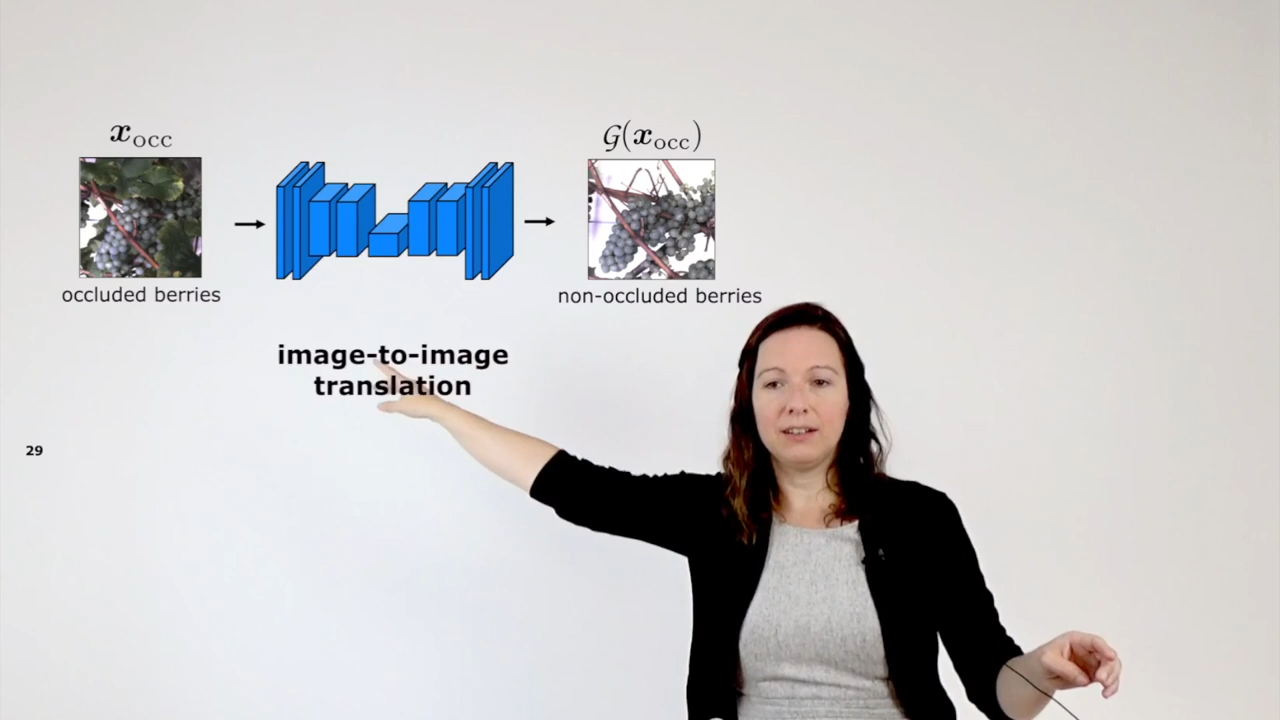 x_occ
G(x_occ)
occluded berries
non-occluded berries
image-to-image
translation
29